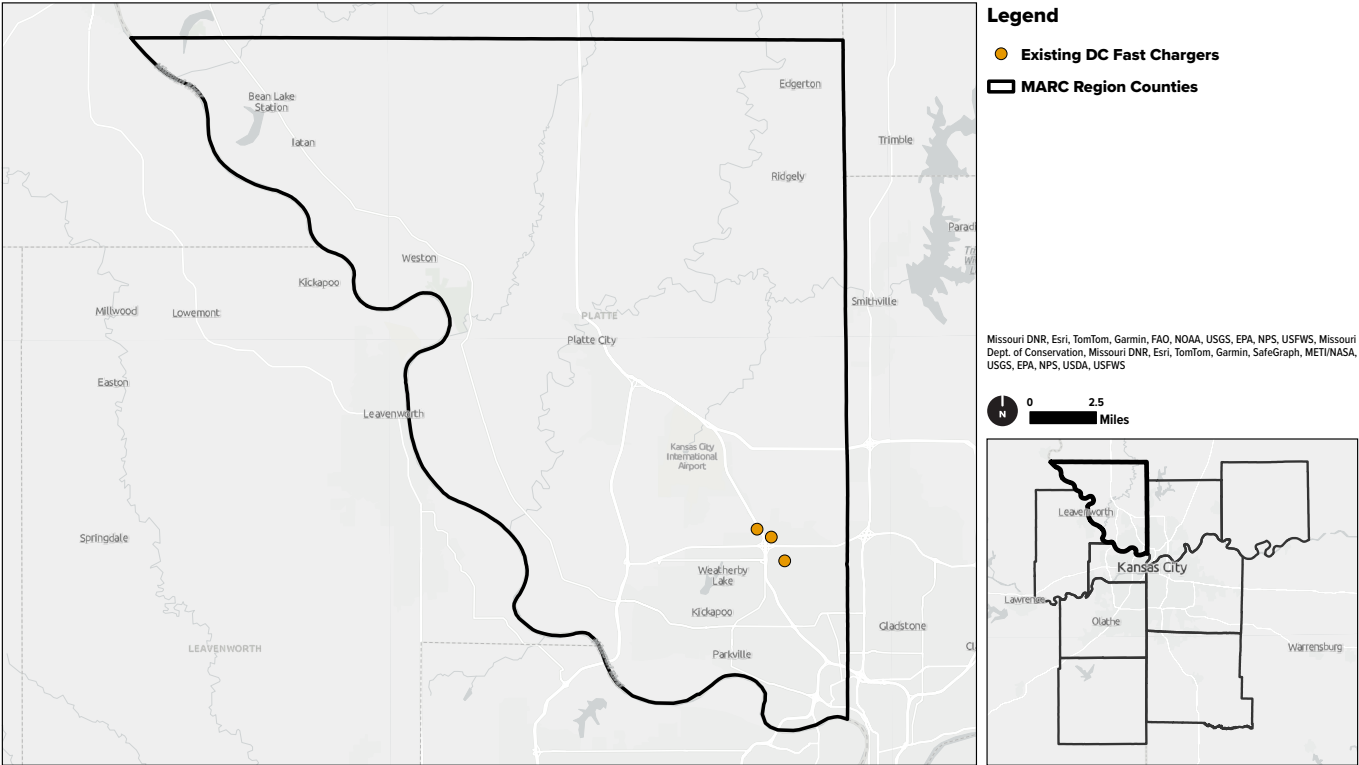 Bean Lake
Station
Iatan
Edgerton
Trimble
Ridgely
Weston
Kickapoo
Smithville
Millwood
Lowemont
PLATTE
Platte City
Easton
Leavenworth
Kansas City
International
Airport
Springdale
Weatherby
Lake
Kickapoo
Gladstone
LEAVENWORTH
Parkville
Legend
Existing DC Fast Chargers
MARC Region Counties
Missouri DNR, Esri, TomTom, Garmin, FAO, NOAA, USGS, EPA, NPS, USFWS, Missouri
Dept. of Conservation, Missouri DNR, Esri, TomTom, Garmin, SafeGraph, METI/NASA,
USGS, EPA, NPS, USDA, USFWS
N
0 2.5
Miles
Leavenworth
Kansas City
Lawrence
Olathe
Warrensburg